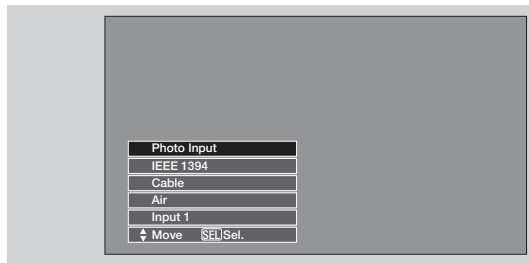 Photo Input
IEEE 1394
Cable
Air
Input 1
Move SEL Sel.